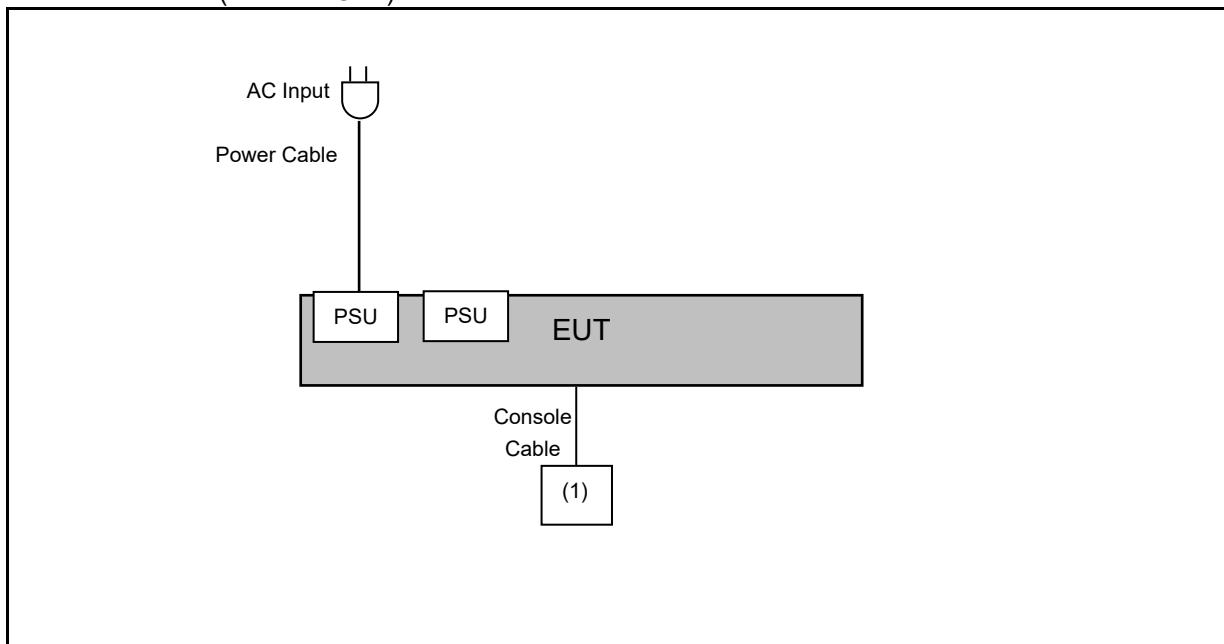 AC Input
Power Cable
PSU
PSU
EUT
Console
Cable
(1)